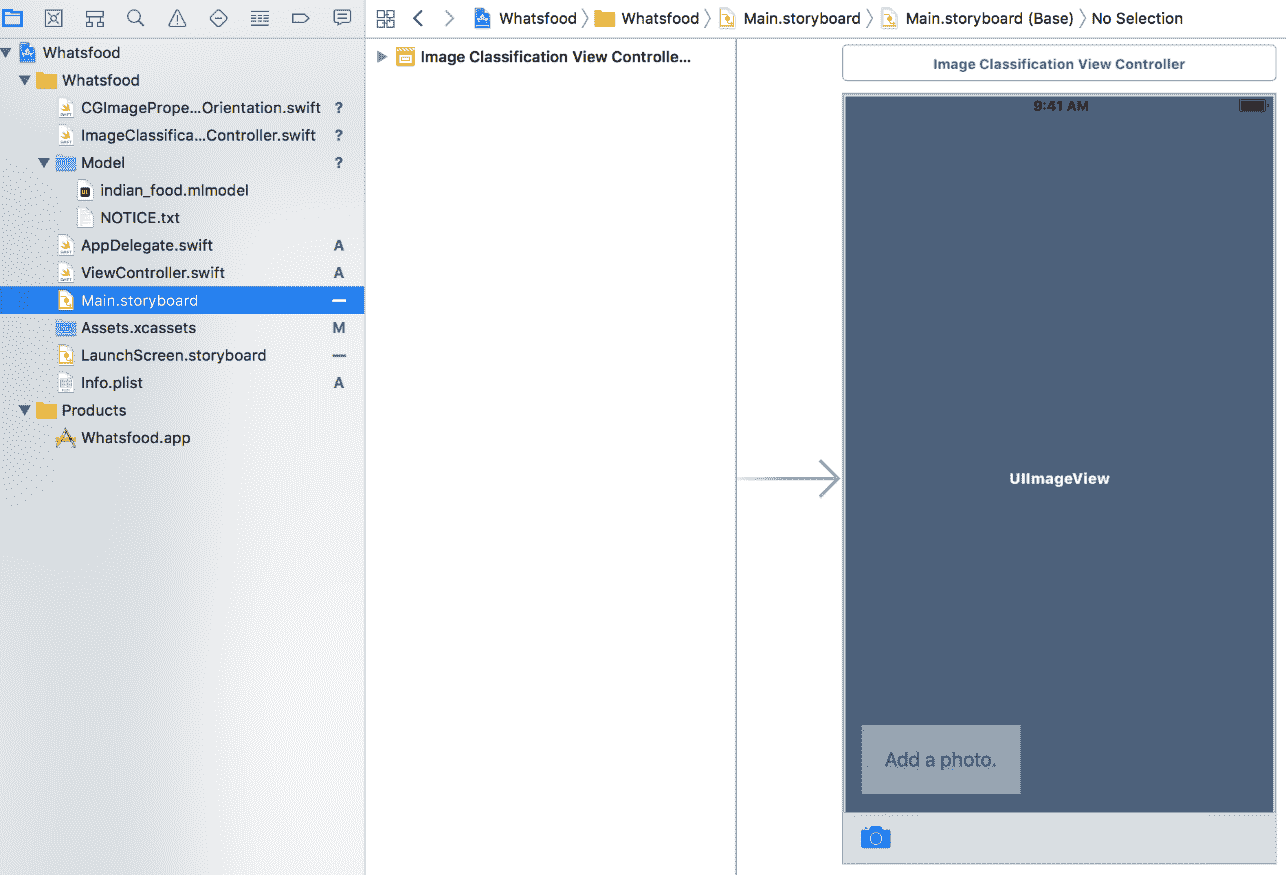 Whatsfood Whatsfood Main.storyboard Main.storyboard (Base) No Selection
Whatsfood
Whatsfood
CGImagePrope...Orientation.swift ?
ImageClassifica...Controller.swift ?
Model ?
indian_food.mlmodel
NOTICE.txt
AppDelegate.swift A
ViewController.swift A
Main.storyboard
Assets.xcassets M
LaunchScreen.storyboard
Info.plist A
Products
Whatsfood.app
Image Classification View Controlle...
Image Classification View Controller
9:41 AM
UIImageView
Add a photo.